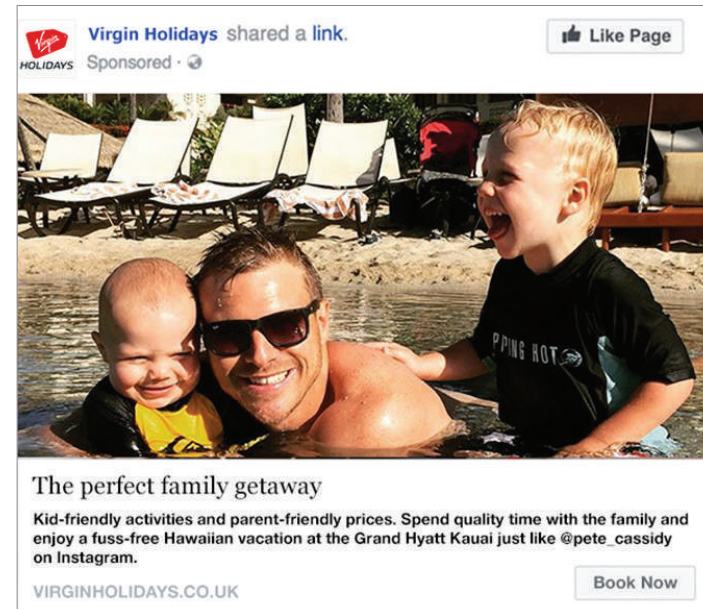 Virgin Holidays shared a link.
Like Page
Virgin
HOLIDAYS
Sponsored ·
PPING HOT
The perfect family getaway
Kid-friendly activities and parent-friendly prices. Spend quality time with the family and
enjoy a fuss-free Hawaiian vacation at the Grand Hyatt Kauai just like @pete_cassidy
on Instagram.
VIRGINHOLIDAYS.CO.UK
Book Now